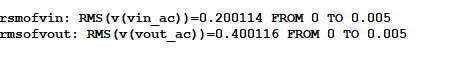 rsmofvin: RMS(v(vin_ac))=0.200114 FROM 0 TO 0.005
rmsofvout: RMS(v(vout_ac))=0.400116 FROM 0 TO 0.005